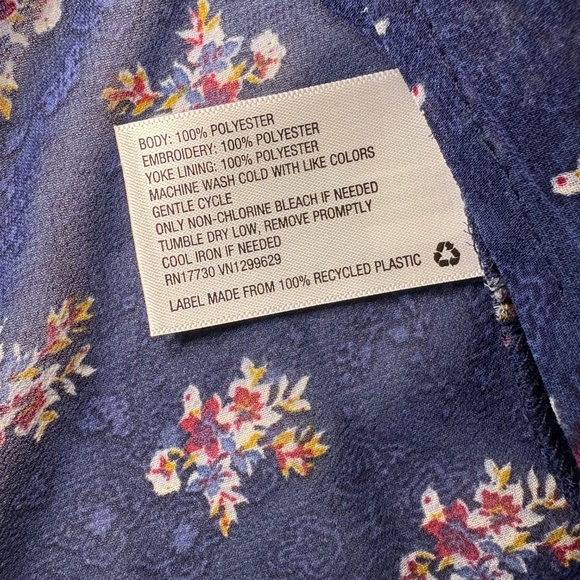 BODY: 100% POLYESTER
EMBROIDERY: 100% POLYESTER
YOKE LINING: 100% POLYESTER
MACHINE WASH COLD WITH LIKE COLORS
GENTLE CYCLE
ONLY NON-CHLORINE BLEACH IF NEEDED
TUMBLE DRY LOW, REMOVE PROMPTLY
COOL IRON IF NEEDED
RN17730 VN1299629
LABEL MADE FROM 100% RECYCLED PLASTIC